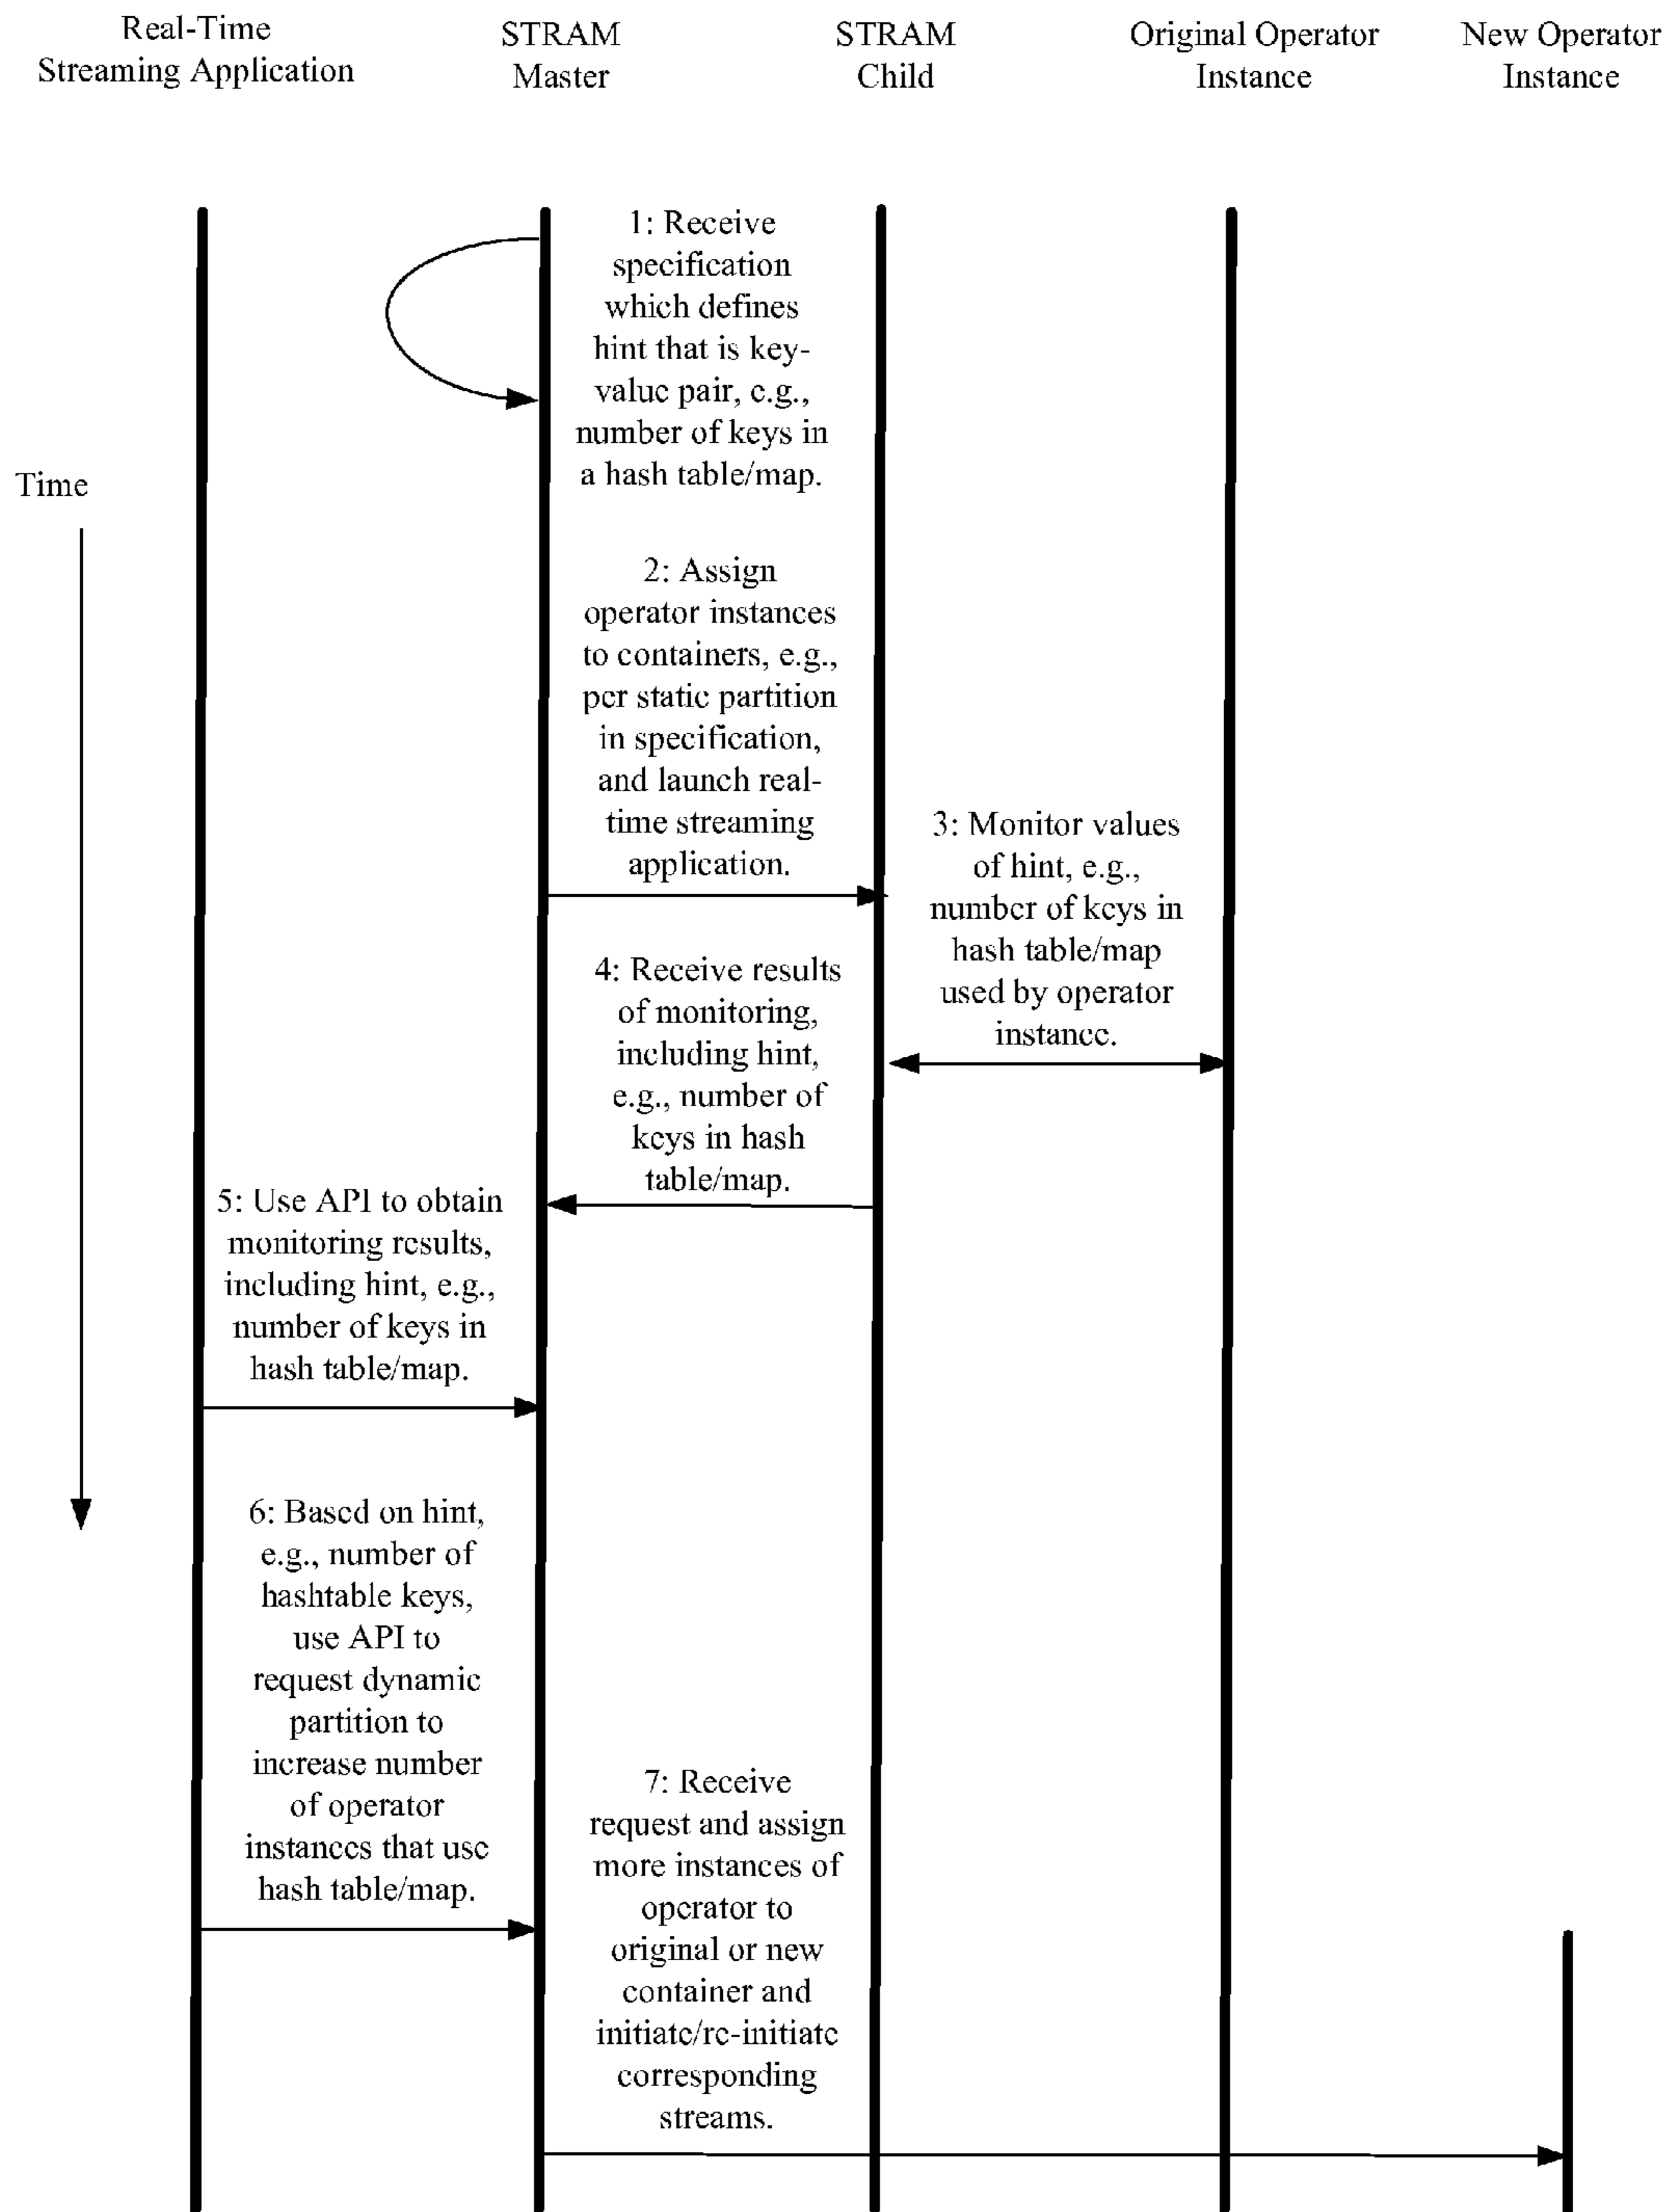 Real-Time
Streaming Application
STRAM
Master
STRAM
Child
Original Operator
Instance
New Operator
Instance
1: Receive
specification
which defines
hint that is key-
value pair, e.g.,
number of keys in
a hash table/map.
Time
2: Assign
operator instances
to containers, e.g.,
per static partition
in specification,
and launch real-
time streaming
application.
3: Monitor values
of hint, e.g.,
number of keys in
hash table/map
used by operator
instance.
4: Receive results
of monitoring,
including hint,
e.g., number of
keys in hash
table/map.
5: Use API to obtain
monitoring results,
including hint, e.g.,
number of keys in
hash table/map.
6: Based on hint,
e.g., number of
hashtable keys,
use API to
request dynamic
partition to
increase number
of operator
instances that use
hash table/map.
7: Receive
request and assign
more instances of
operator to
original or new
container and
initiate/re-initiate
corresponding
streams.